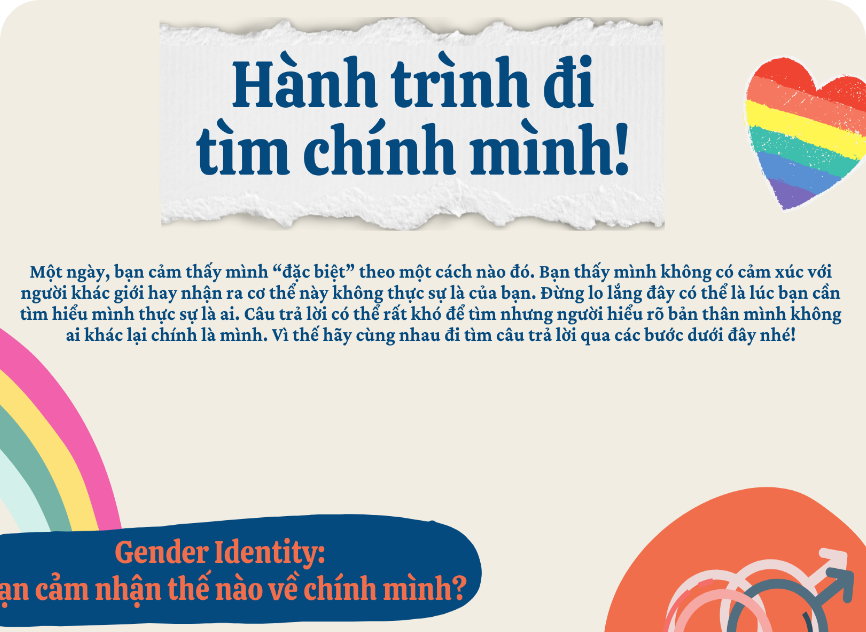 Hành trình đi
tìm chính mình!
Một ngày, bạn cảm thấy mình “đặc biệt” theo một cách nào đó. Bạn thấy mình không có cảm xúc với
người khác giới hay nhận ra cơ thể này không thực sự là của bạn. Đừng lo lắng đây có thể là lúc bạn cần
tìm hiểu mình thực sự là ai. Câu trả lời có thể rất khó để tìm nhưng người hiểu rõ bản thân mình không
ai khác lại chính là mình. Vì thế hãy cùng nhau đi tìm câu trả lời qua các bước dưới đây nhé!
Gender Identity:
ạn cảm nhận thế nào về chính mình?